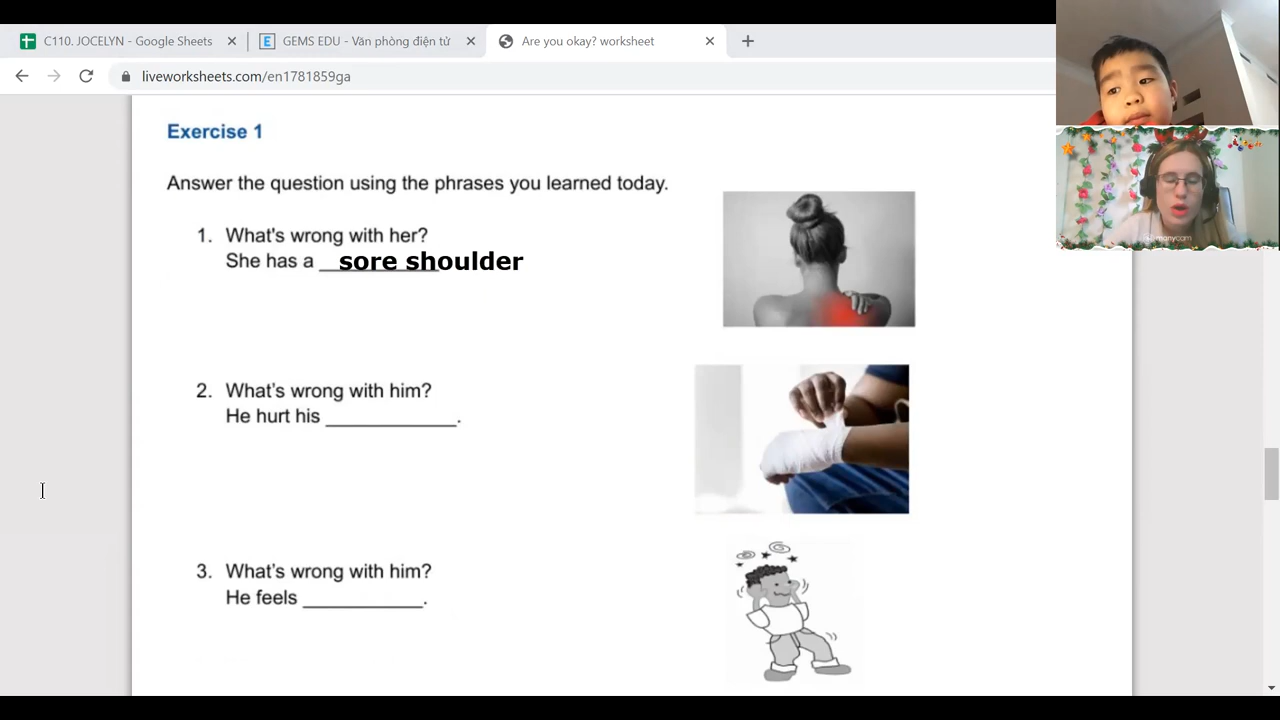 C110. JOCELYN - Google Sheets
GEMS EDU - Văn phòng điện tử
Are you okay? worksheet
liveworksheets.com/en1781859ga
Exercise 1
Answer the question using the phrases you learned today.
1. What's wrong with her?
She has a sore shoulder
2. What's wrong with him?
He hurt his ____________.
3. What's wrong with him?
He feels ___________.
manycam